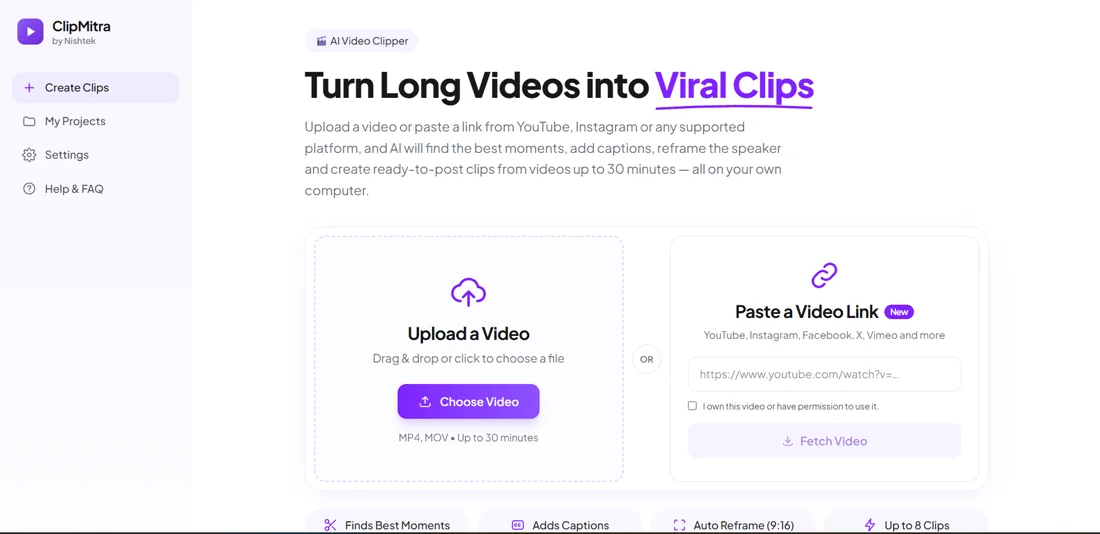 ClipMitra
by Nishtek
Create Clips
My Projects
Settings
Help & FAQ
AI Video Clipper
Turn Long Videos into Viral Clips
Upload a video or paste a link from YouTube, Instagram or any supported
platform, and AI will find the best moments, add captions, reframe the speaker
and create ready-to-post clips from videos up to 30 minutes — all on your own
computer.
Upload a Video
Drag & drop or click to choose a file
Choose Video
MP4, MOV • Up to 30 minutes
OR
Paste a Video Link New
YouTube, Instagram, Facebook, X, Vimeo and more
https://www.youtube.com/watch?v=...
I own this video or have permission to use it.
Fetch Video
Finds Best Moments
CC Adds Captions
Auto Reframe (9:16)
Up to 8 Clips